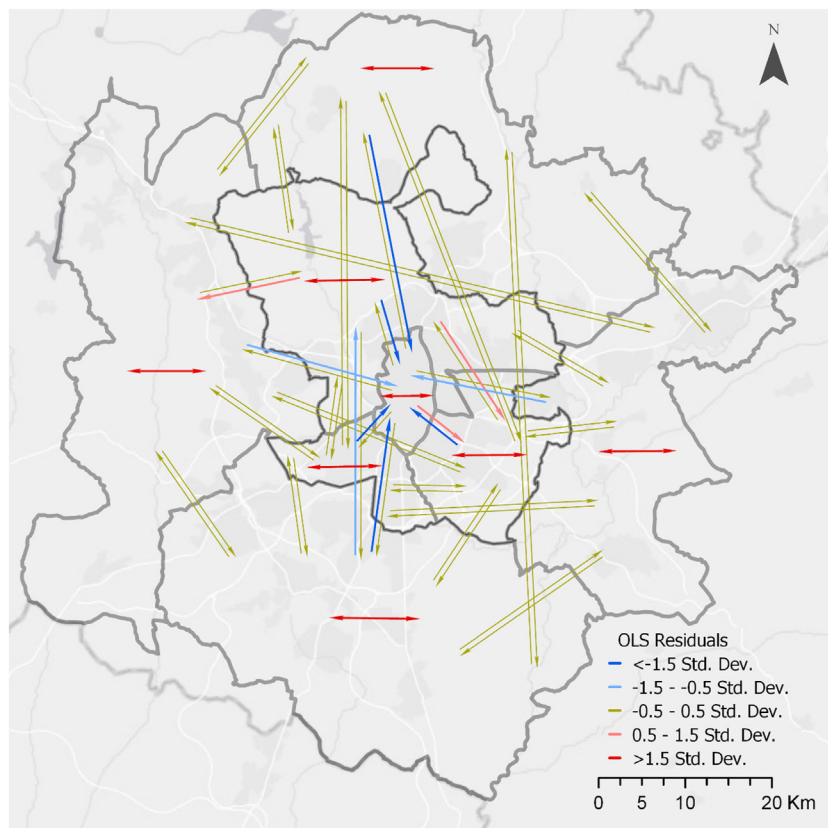 N
OLS Residuals
<-1.5 Std. Dev.
-1.5 - -0.5 Std. Dev.
-0.5 - 0.5 Std. Dev.
0.5 - 1.5 Std. Dev.
>1.5 Std. Dev.
0 5 10 20 Km